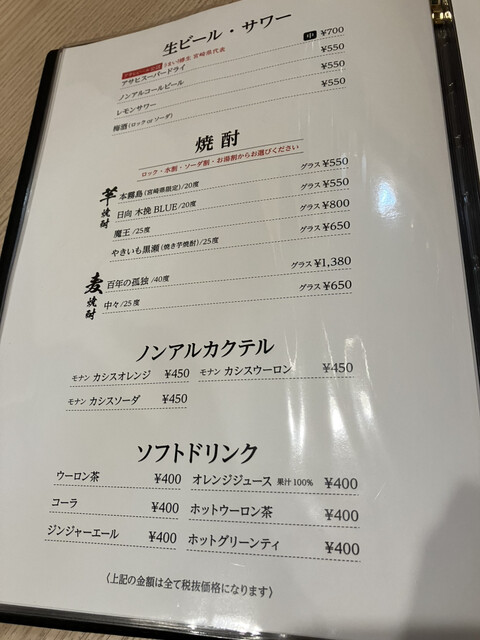 生ビール・サワー
うまい!樽生 宮崎県代表
アサヒスーパードライ 中 ¥700
ノンアルコールビール ¥550
レモンサワー ¥550
梅酒(ロック or ソーダ) ¥550
焼酎
ロック・水割・ソーダ割・お湯割からお選びください
芋焼酎
本霧島(宮崎県限定)/20度 グラス ¥550
日向 木挽 BLUE/20度 グラス ¥550
魔王/25度 グラス ¥800
やきいも黒瀬(焼き芋焼酎)/25度 グラス ¥650
麦焼酎
百年の孤独/40度 グラス ¥1,380
中々/25度 グラス ¥650
ノンアルカクテル
モナン カシスオレンジ ¥450 モナン カシスウーロン ¥450
モナン カシスソーダ ¥450
ソフトドリンク
ウーロン茶 ¥400 オレンジジュース 果汁100% ¥400
コーラ ¥400 ホットウーロン茶 ¥400
ジンジャーエール ¥400 ホットグリーンティ ¥400
〈上記の金額は全て税抜価格になります〉